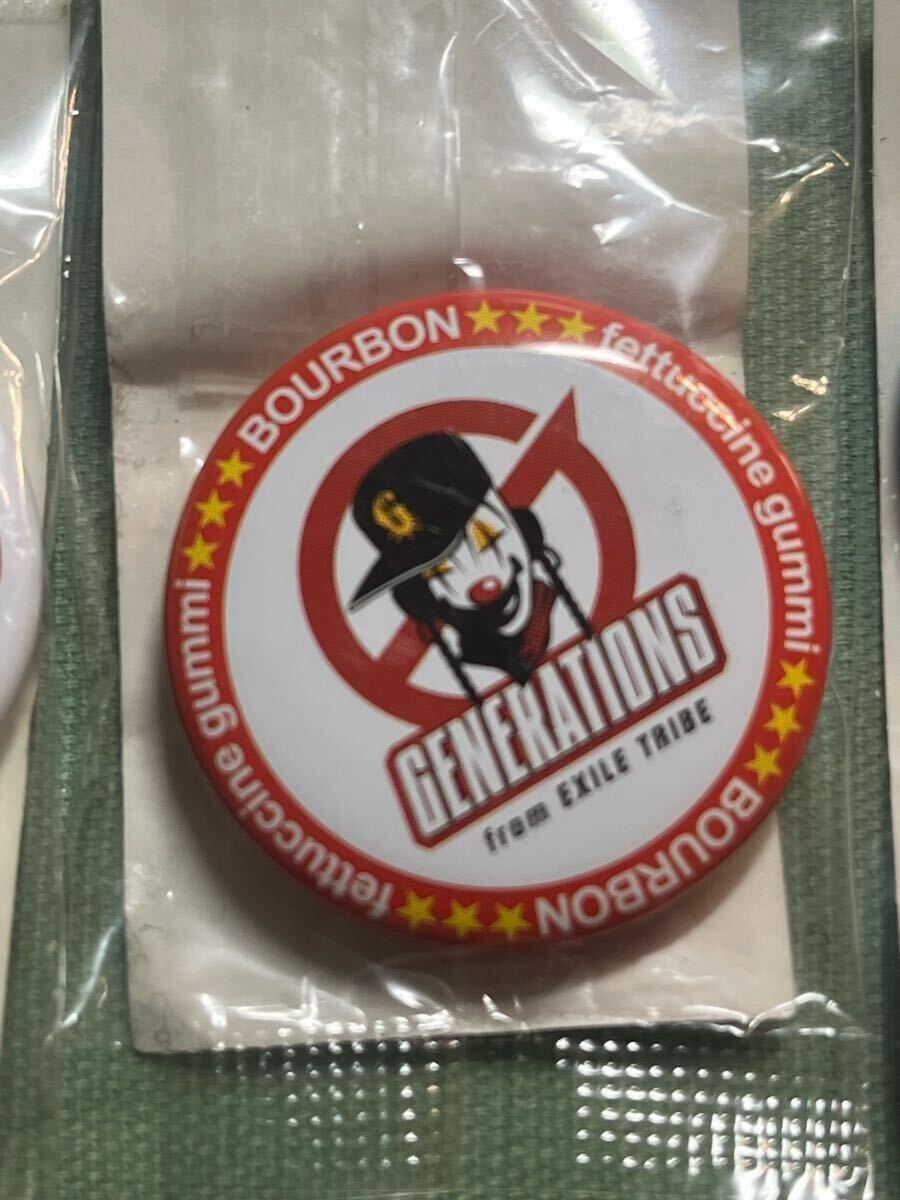 BOURBON ★★★ fettuccine gummi ★★★ BOURBON ★★★ fettuccine gummi ★★★
G
GENERATIONS
from EXILE TRIBE